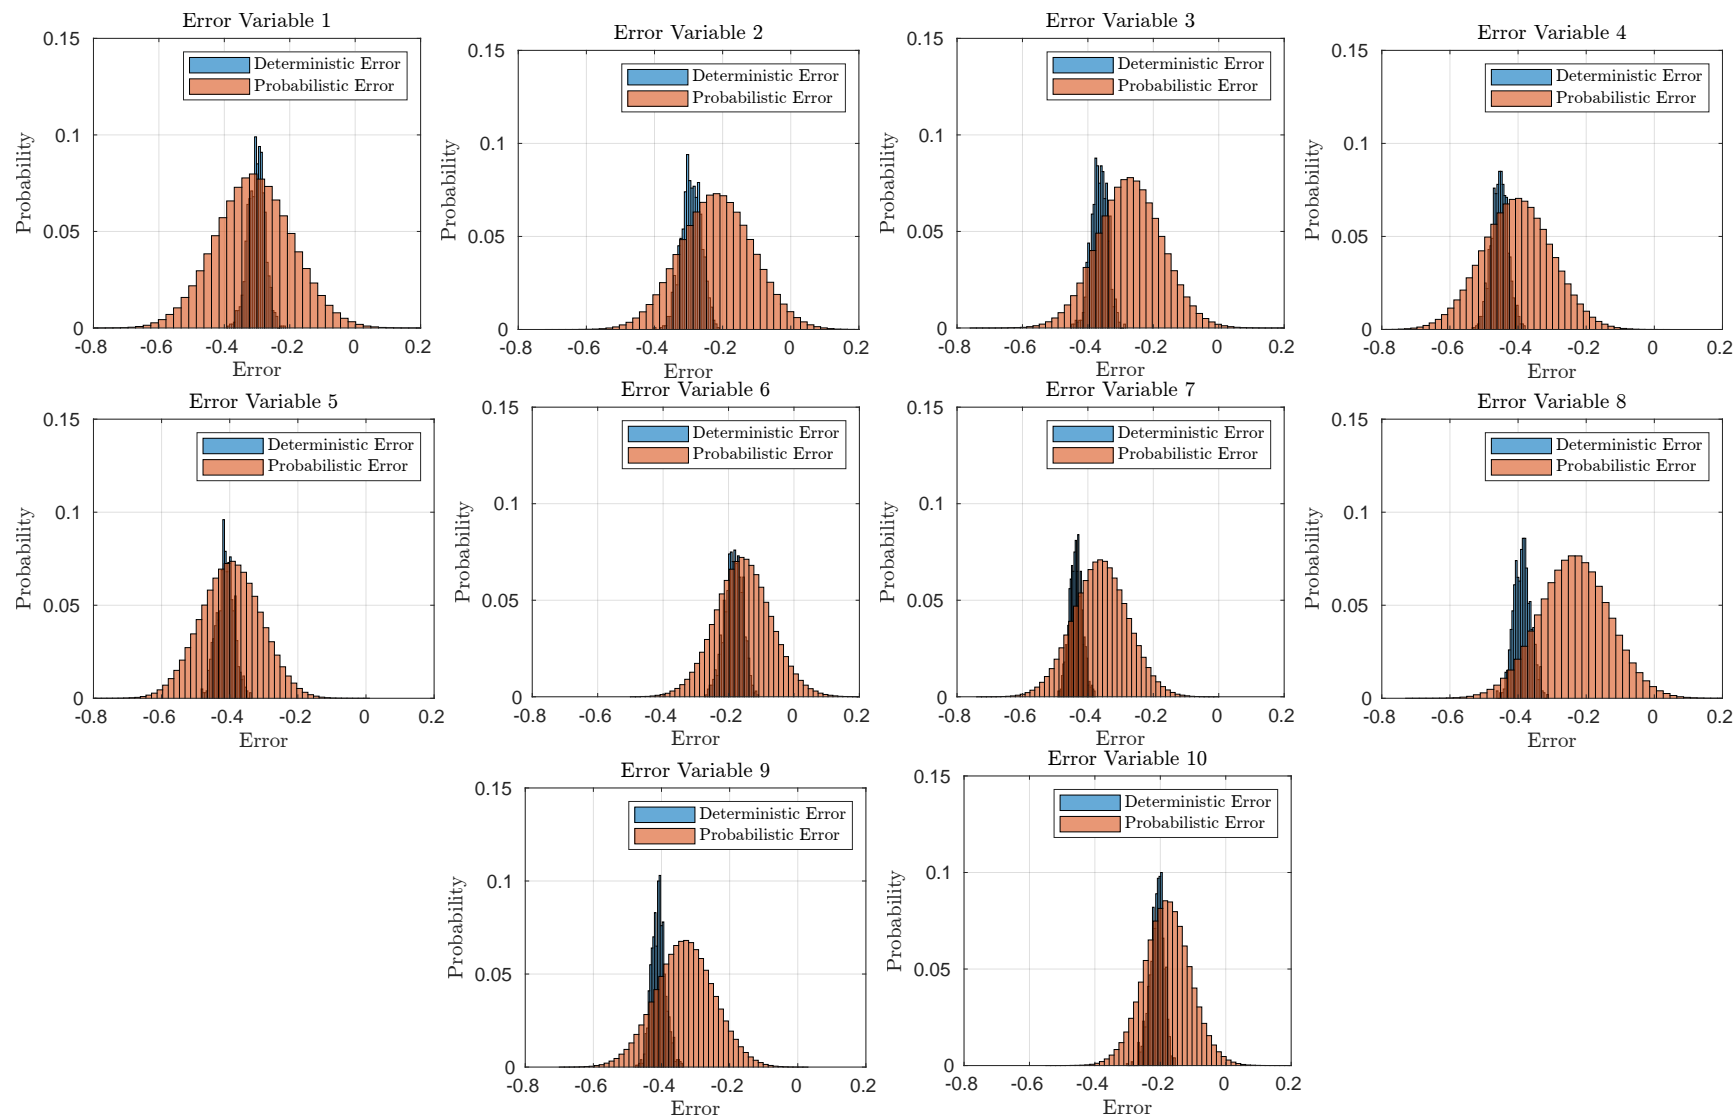 Error Variable 1
0.15
0.1
0.05
0
Probability
Deterministic Error
Probabilistic Error
-0.8 -0.6 -0.4 -0.2 0 0.2
Error
Error Variable 2
0.15
0.1
0.05
0
Probability
Deterministic Error
Probabilistic Error
-0.8 -0.6 -0.4 -0.2 0 0.2
Error
Error Variable 3
0.15
0.1
0.05
0
Probability
Deterministic Error
Probabilistic Error
-0.8 -0.6 -0.4 -0.2 0 0.2
Error
Error Variable 4
0.15
0.1
0.05
0
Probability
Deterministic Error
Probabilistic Error
-0.8 -0.6 -0.4 -0.2 0 0.2
Error
Error Variable 5
0.15
0.1
0.05
0
Probability
Deterministic Error
Probabilistic Error
-0.8 -0.6 -0.4 -0.2 0 0.2
Error
Error Variable 6
0.15
0.1
0.05
0
Probability
Deterministic Error
Probabilistic Error
-0.8 -0.6 -0.4 -0.2 0 0.2
Error
Error Variable 7
0.15
0.1
0.05
0
Probability
Deterministic Error
Probabilistic Error
-0.8 -0.6 -0.4 -0.2 0 0.2
Error
Error Variable 8
0.15
0.1
0.05
0
Probability
Deterministic Error
Probabilistic Error
-0.8 -0.6 -0.4 -0.2 0 0.2
Error
Error Variable 9
0.15
0.1
0.05
0
Probability
Deterministic Error
Probabilistic Error
-0.8 -0.6 -0.4 -0.2 0 0.2
Error
Error Variable 10
0.15
0.1
0.05
0
Probability
Deterministic Error
Probabilistic Error
-0.8 -0.6 -0.4 -0.2 0 0.2
Error